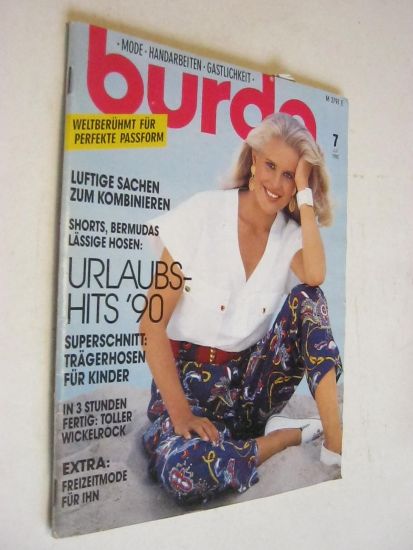 · MODE · HANDARBEITEN · GASTLICHKEIT ·
burda
M 2791 E
WELTBERÜHMT FÜR
PERFEKTE PASSFORM
7
LUFTIGE SACHEN
ZUM KOMBINIEREN
SHORTS, BERMUDAS
LÄSSIGE HOSEN:
URLAUBS-
HITS '90
SUPERSCHNITT:
TRÄGERHOSEN
FÜR KINDER
IN 3 STUNDEN
FERTIG: TOLLER
WICKELROCK
EXTRA:
FREIZEITMODE
FÜR IHN